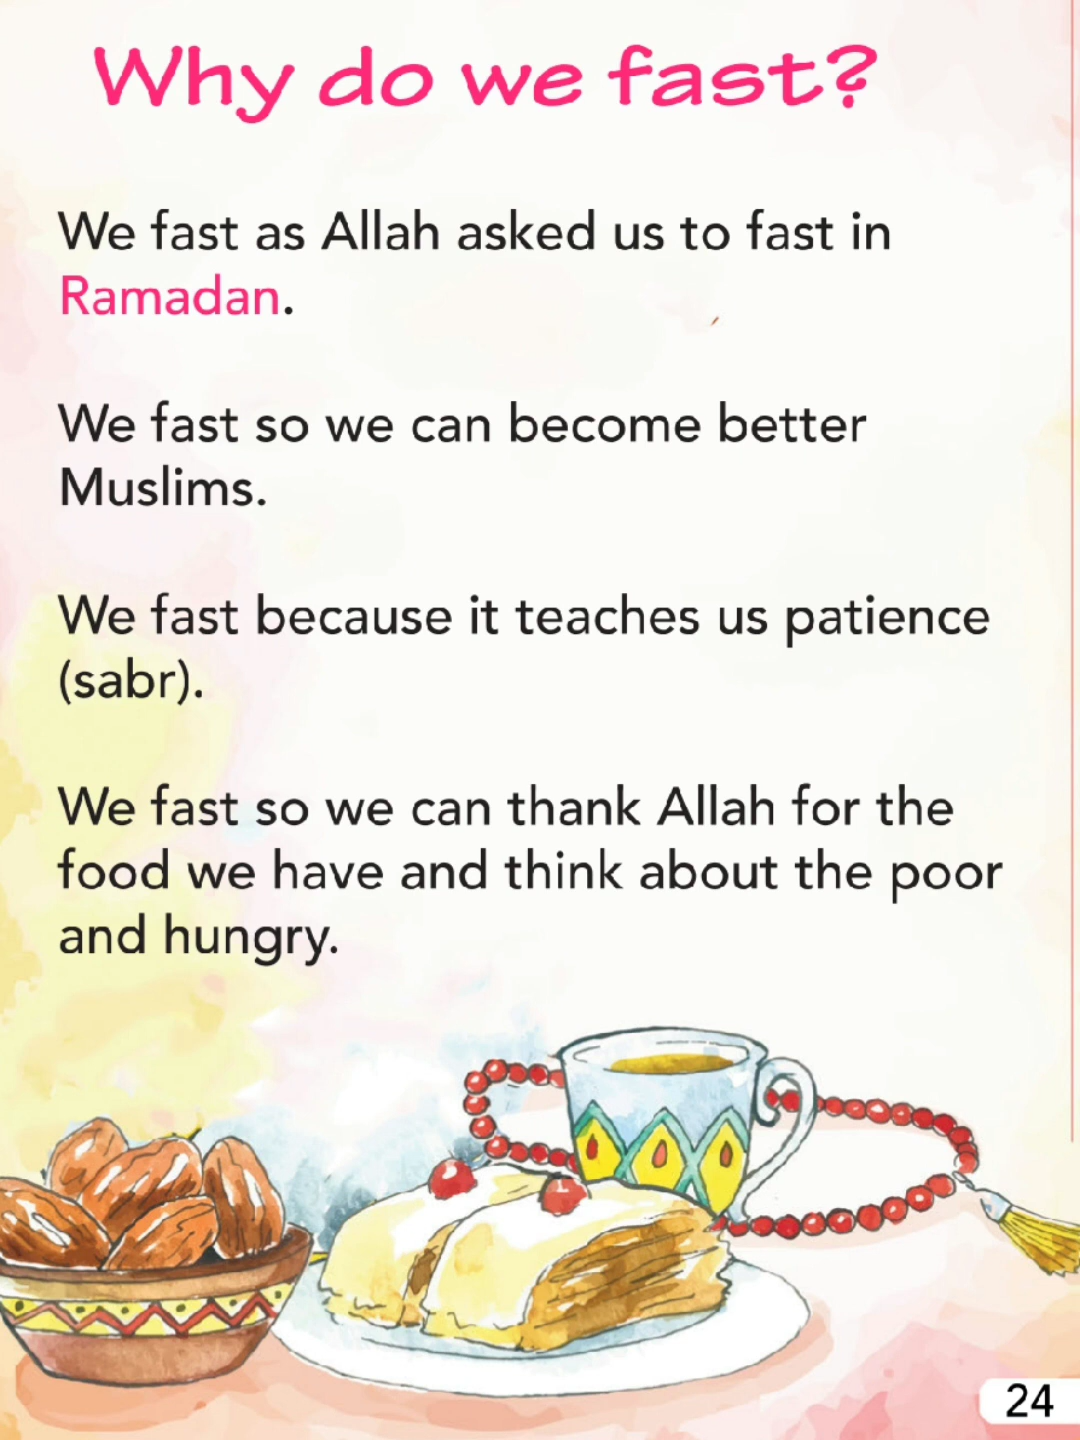 Why do we fast?
We fast as Allah asked us to fast in
Ramadan.
We fast so we can become better
Muslims.
We fast because it teaches us patience
(sabr).
We fast so we can thank Allah for the
food we have and think about the poor
and hungry.
24